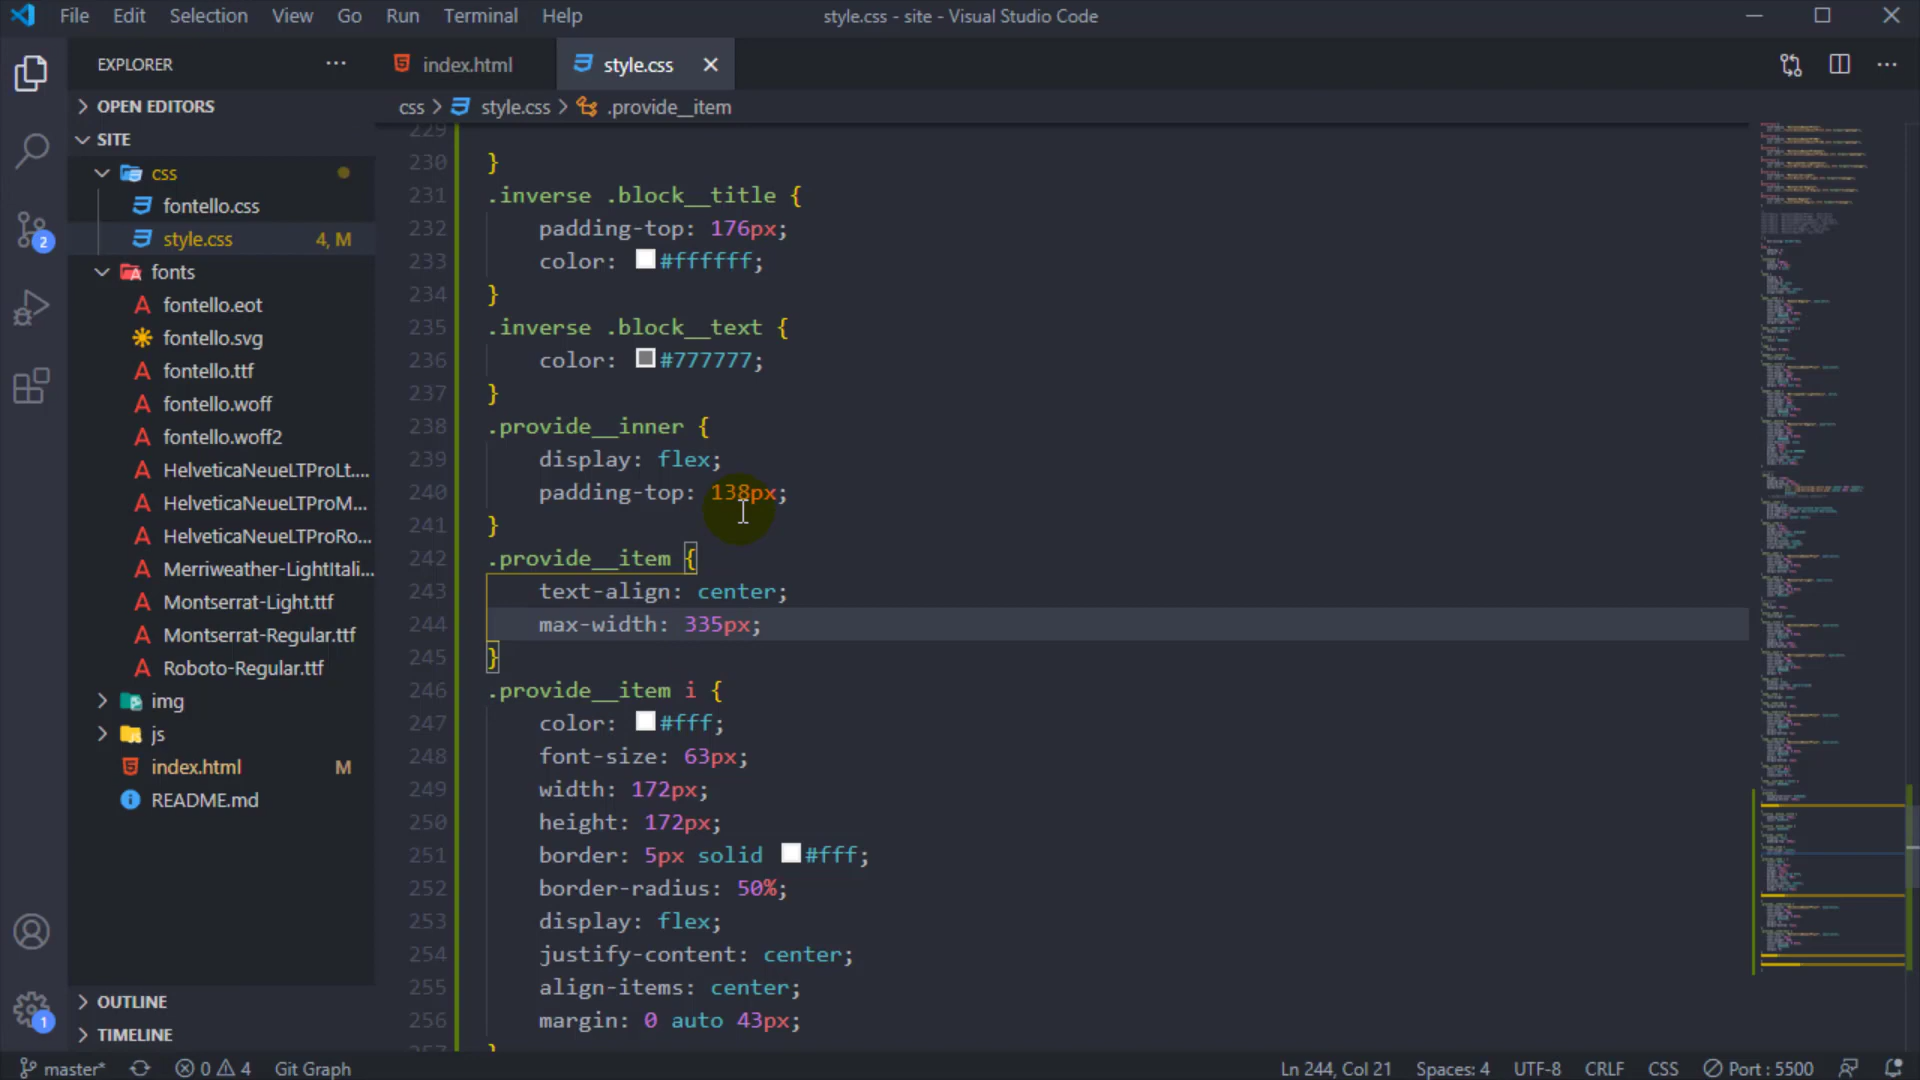 File Edit Selection View Go Run Terminal Help
style.css - site - Visual Studio Code
EXPLORER
index.html
style.css
OPEN EDITORS
SITE
css
fontello.css
style.css 4, M
fonts
fontello.eot
fontello.svg
fontello.ttf
fontello.woff
fontello.woff2
HelveticaNeueLTProLt....
HelveticaNeueLTProM...
HelveticaNeueLTProRo...
Merriweather-LightItali...
Montserrat-Light.ttf
Montserrat-Regular.ttf
Roboto-Regular.ttf
img
js
index.html M
README.md
OUTLINE
TIMELINE
css > style.css > .provide__item
229
230 }
231 .inverse .block__title {
232 padding-top: 176px;
233 color: #ffffff;
234 }
235 .inverse .block__text {
236 color: #777777;
237 }
238 .provide__inner {
239 display: flex;
240 padding-top: 138px;
241 }
242 .provide__item {
243 text-align: center;
244 max-width: 335px;
245 }
246 .provide__item i {
247 color: #fff;
248 font-size: 63px;
249 width: 172px;
250 height: 172px;
251 border: 5px solid #fff;
252 border-radius: 50%;
253 display: flex;
254 justify-content: center;
255 align-items: center;
256 margin: 0 auto 43px;
257 }
2
1
master* 0 4 Git Graph
Ln 244, Col 21 Spaces: 4 UTF-8 CRLF CSS Port : 5500